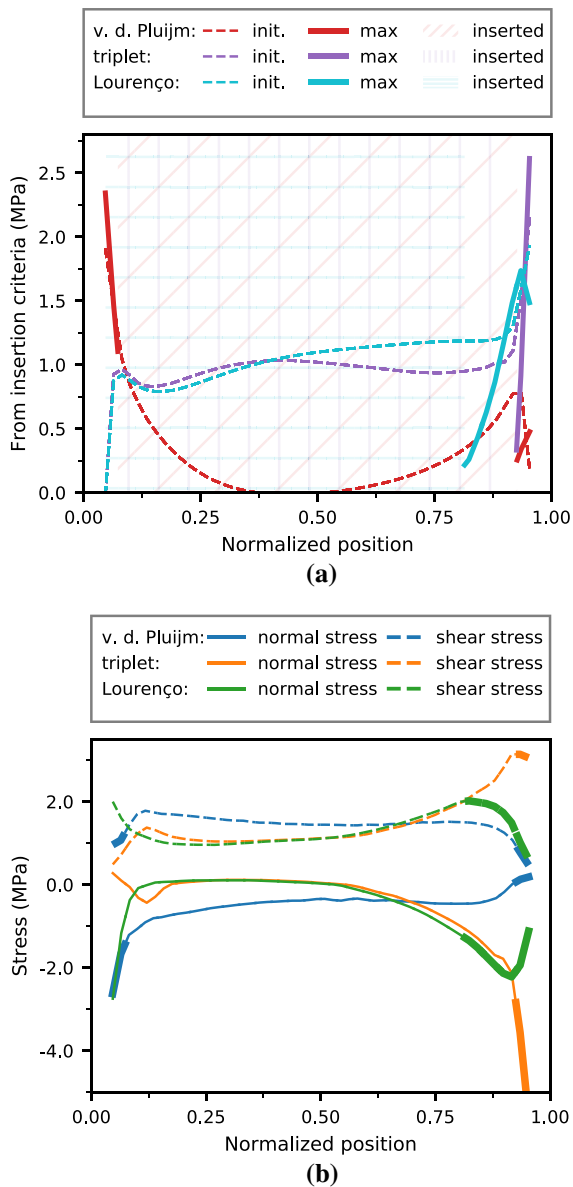 v. d. Pluijm: init. max inserted
triplet: init. max inserted
Lourenço: init. max inserted
From insertion criteria (MPa)
2.5
2.0
1.5
1.0
0.5
0.0
0.00 0.25 0.50 0.75 1.00
Normalized position
(a)
v. d. Pluijm: normal stress shear stress
triplet: normal stress shear stress
Lourenço: normal stress shear stress
Stress (MPa)
2.0
0.0
-2.0
-4.0
0.00 0.25 0.50 0.75 1.00
Normalized position
(b)